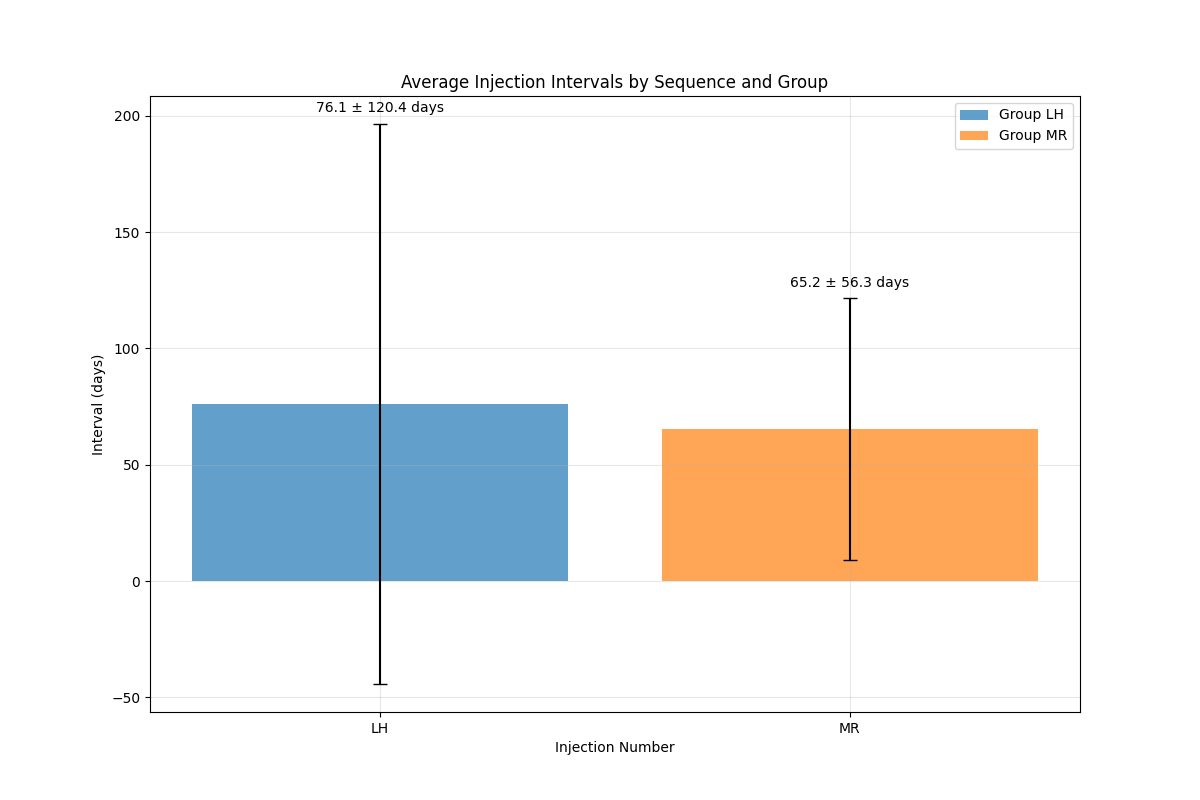 Average Injection Intervals by Sequence and Group
76.1 ± 120.4 days
Group LH
Group MR
65.2 ± 56.3 days
200
150
100
50
0
−50
Interval (days)
LH
MR
Injection Number